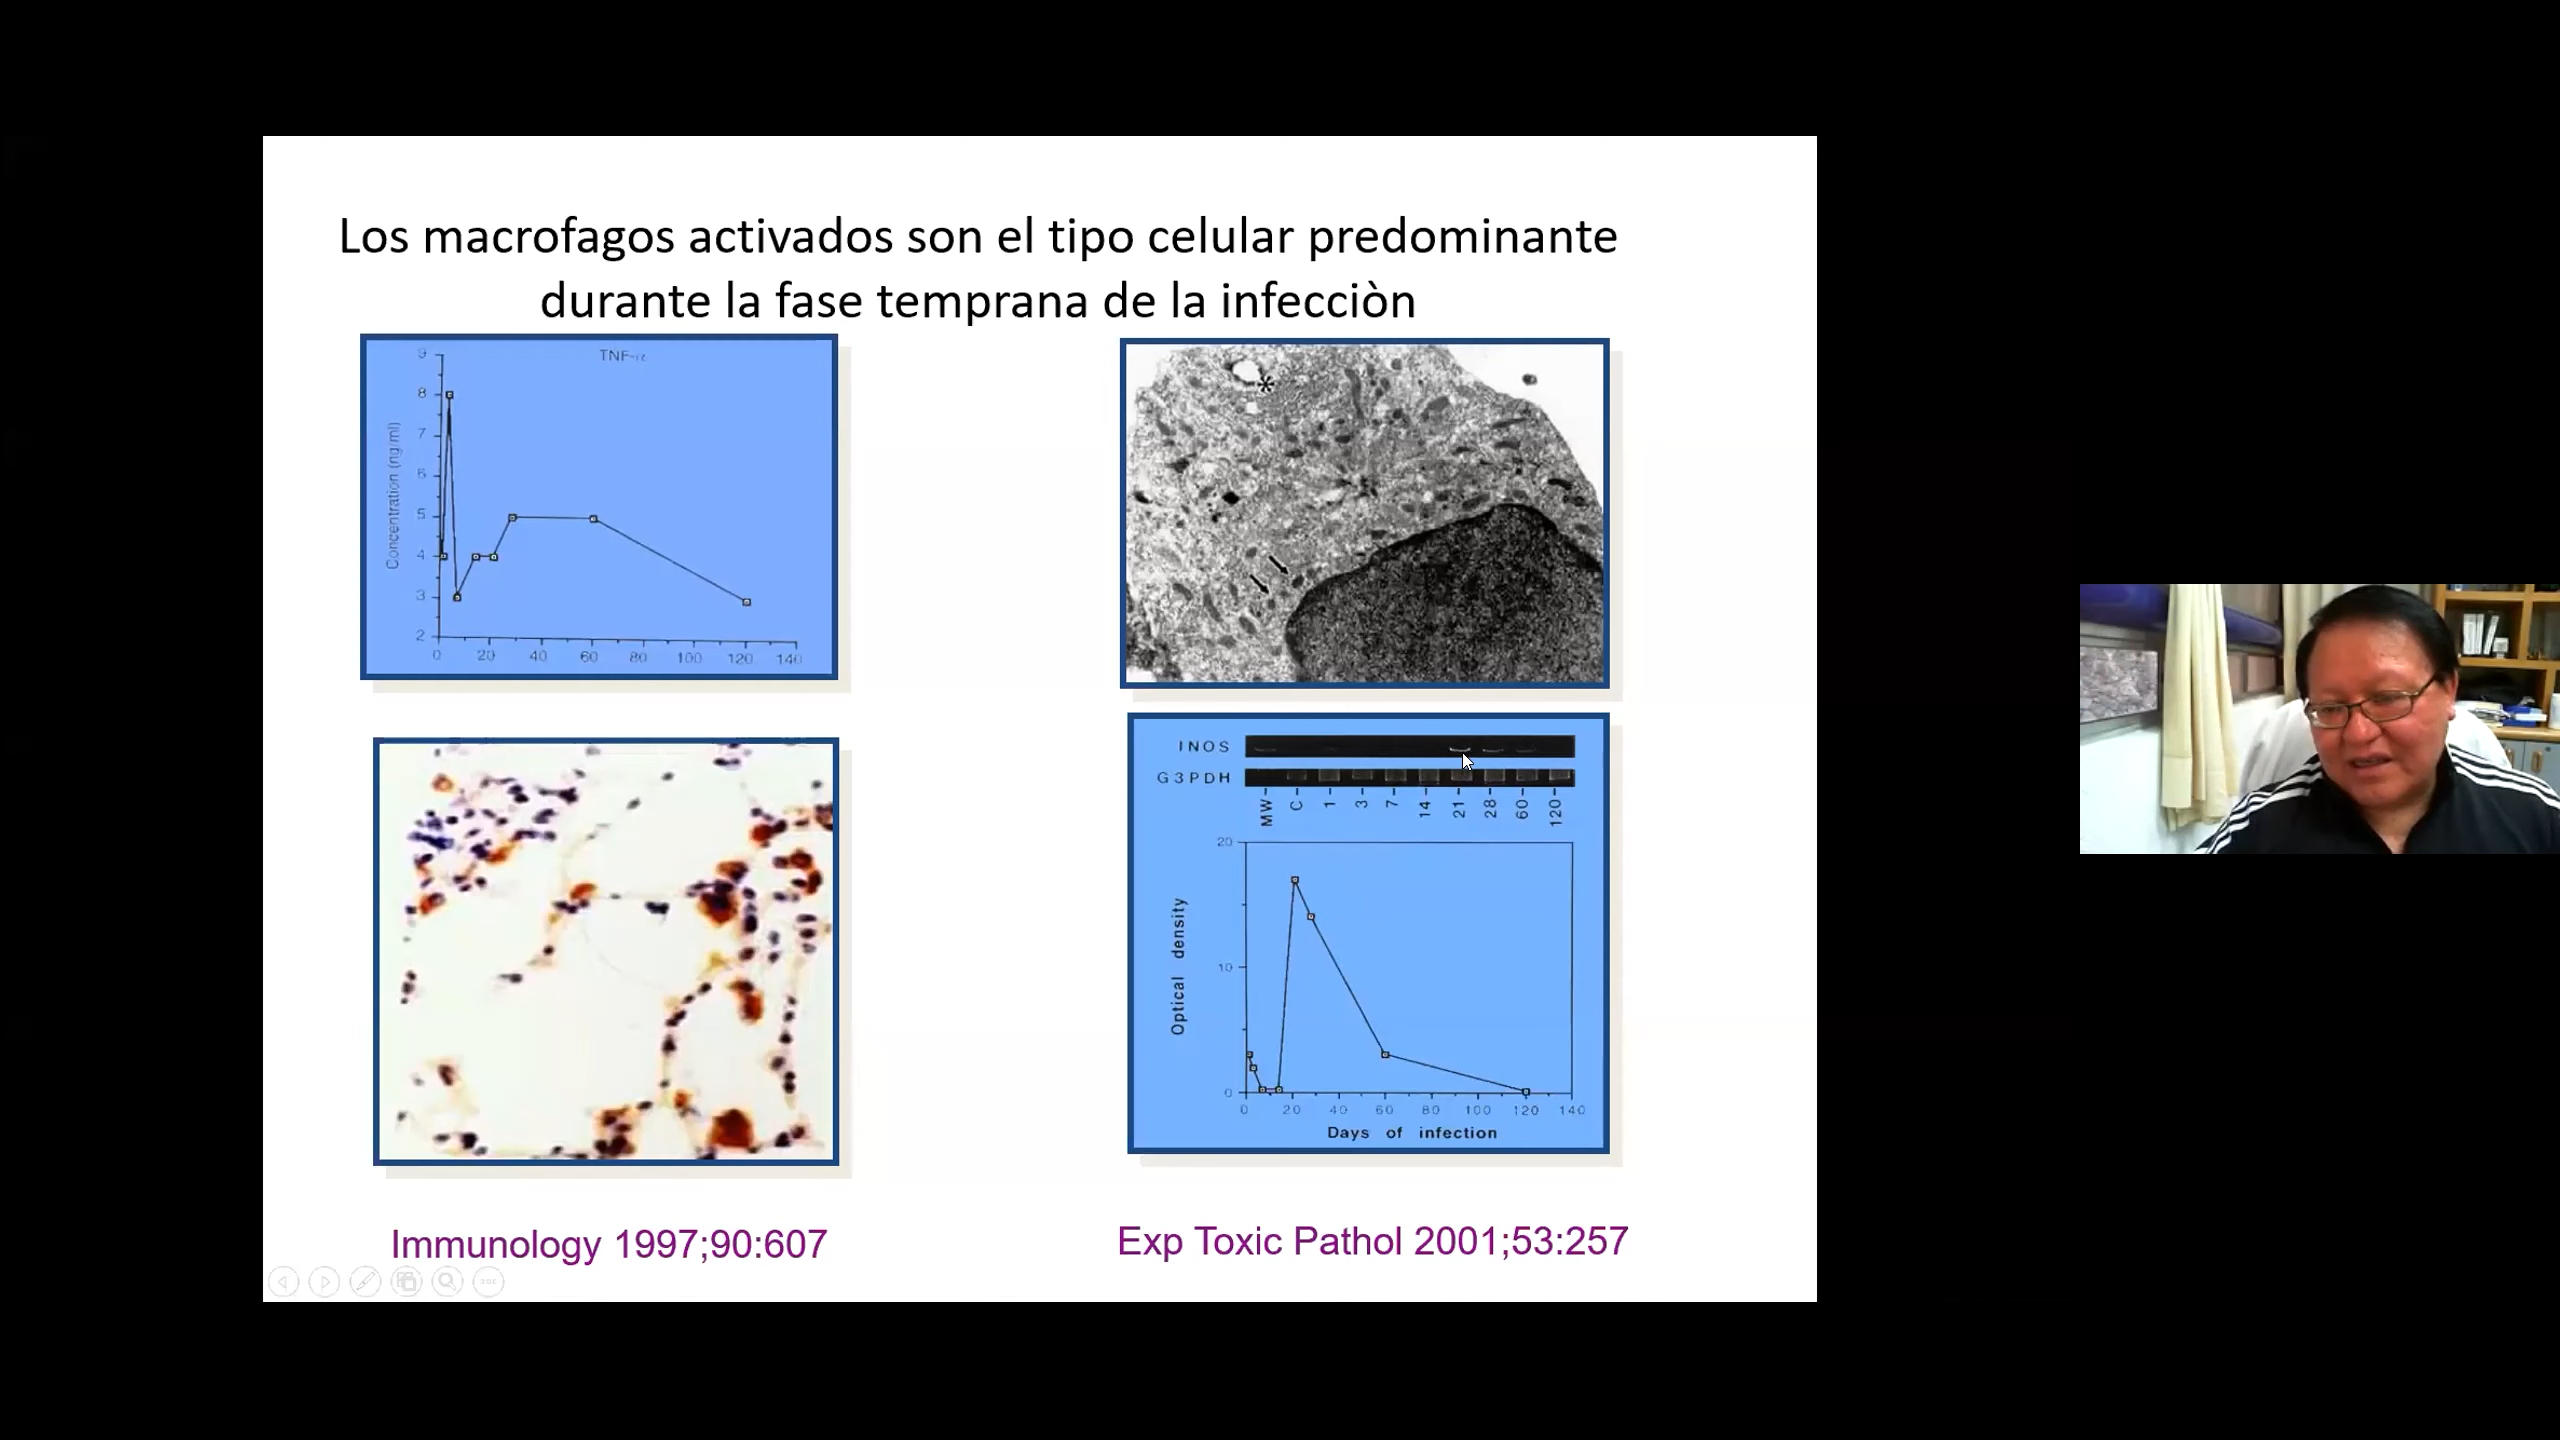 Los macrofagos activados son el tipo celular predominante
durante la fase temprana de la infecciòn
TNF-α
Concentration (ng/ml)
9
8
7
6
5
4
3
2
0 20 40 60 80 100 120 140
*
INOS
G3PDH
MW C 1 3 7 14 21 28 60 120
Optical density
20
10
0
0 20 40 60 80 100 120 140
Days of infection
Immunology 1997;90:607
Exp Toxic Pathol 2001;53:257